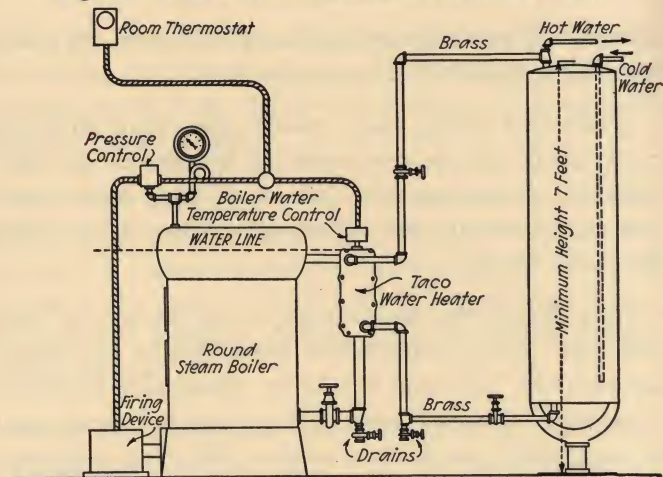 Room Thermostat
Hot Water
Brass
Cold
Water
Pressure
Control
Boiler Water
Temperature Control
WATER LINE
Minimum Height 7 Feet
Taco
Water Heater
Round
Steam Boiler
Firing
Device
Brass
Drains